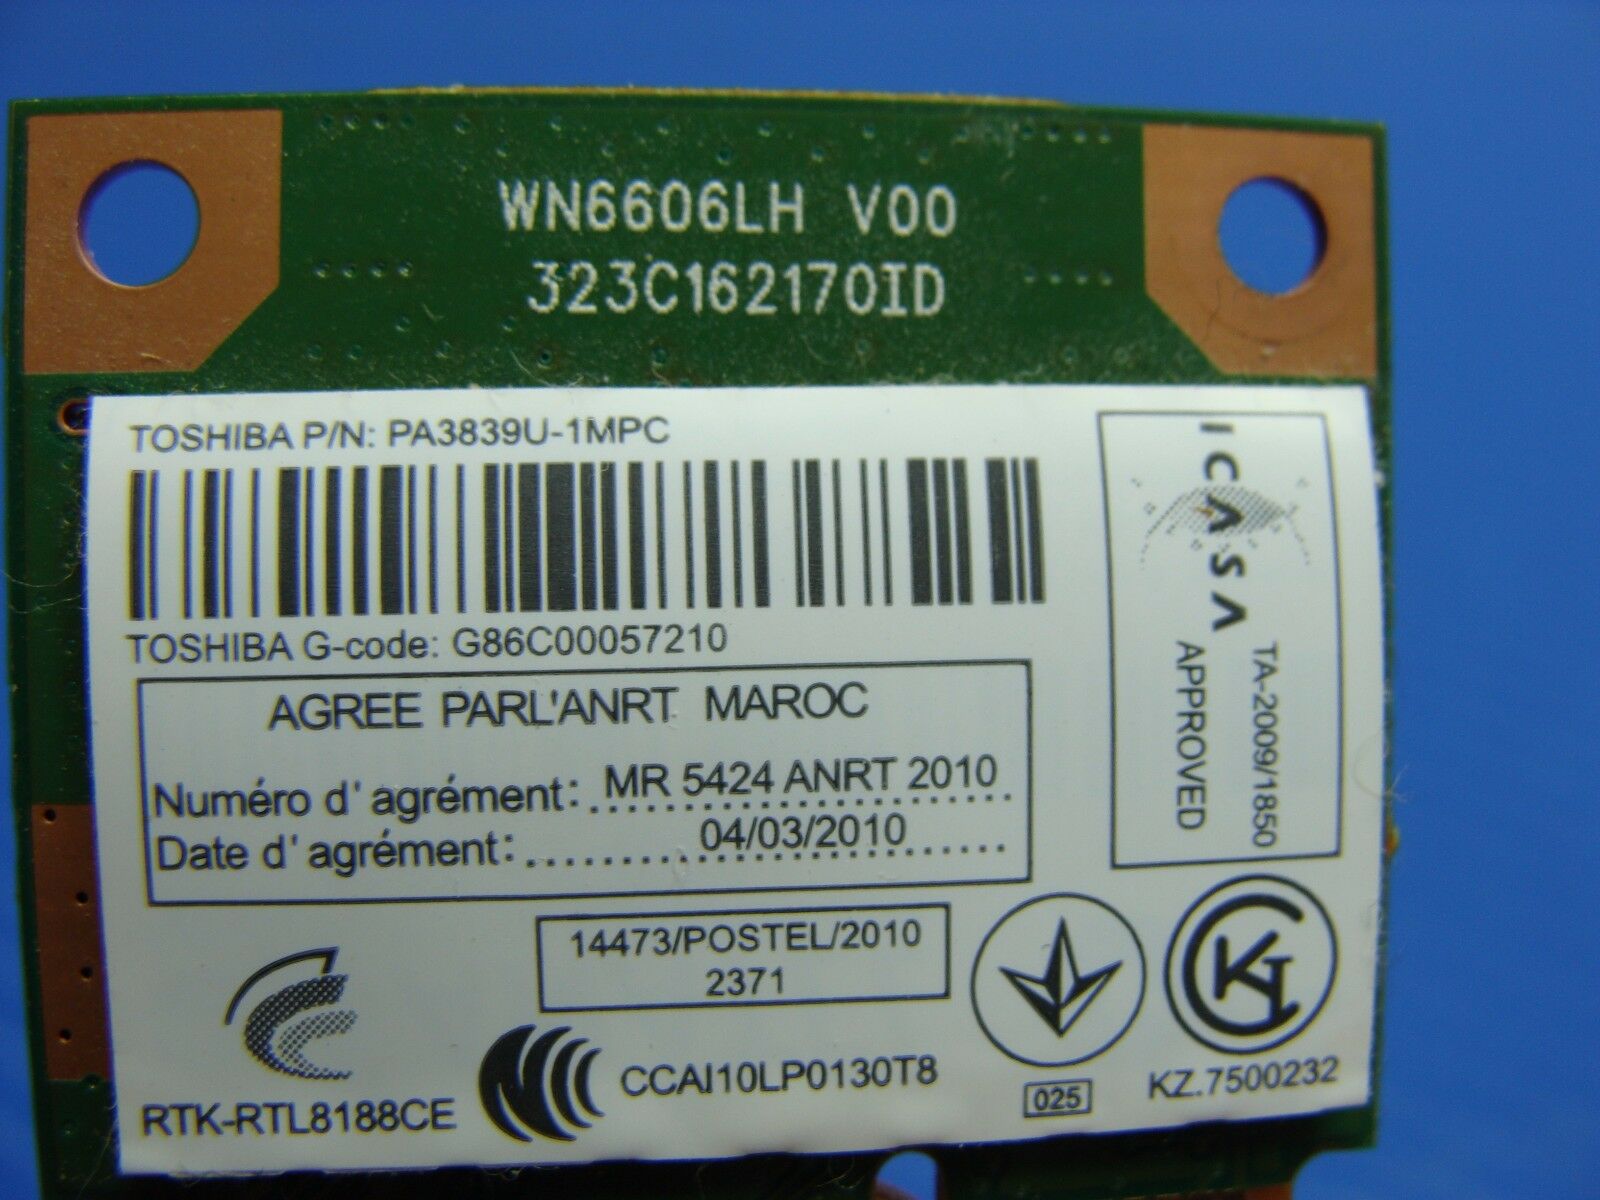 WN6606LH V00
323C162170ID
TOSHIBA P/N: PA3839U-1MPC
TOSHIBA G-code: G86C00057210
AGREE PARL'ANRT MAROC
Numéro d'agrément: MR 5424 ANRT 2010
Date d'agrément: 04/03/2010
ICASA
TA-2009/1850
APPROVED
14473/POSTEL/2010
2371
RTK-RTL8188CE
CCAI10LP0130T8
025
KZ.7500232